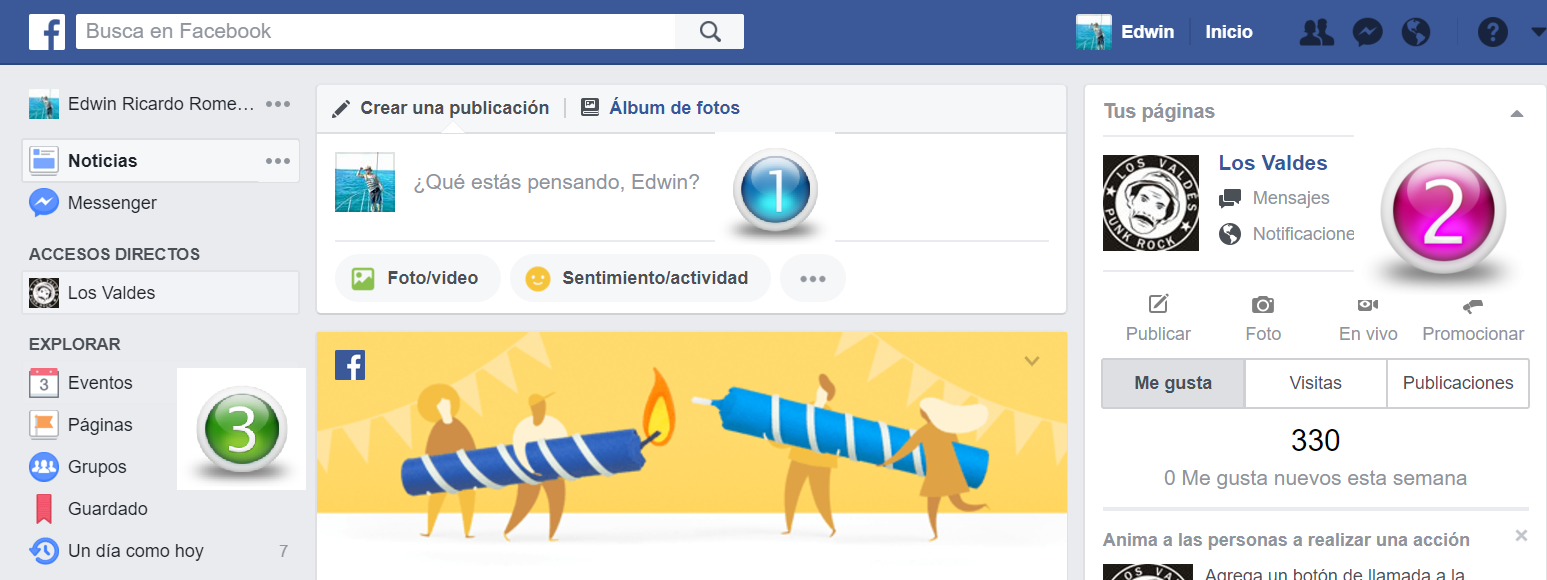 Busca en Facebook
Edwin
Inicio
Edwin Ricardo Rome…
Noticias
Messenger
ACCESOS DIRECTOS
Los Valdes
EXPLORAR
3
Eventos
Páginas
Grupos
Guardado
Un día como hoy 7
3
Crear una publicación
Álbum de fotos
¿Qué estás pensando, Edwin?
1
Foto/video
Sentimiento/actividad
Tus páginas
LOS VALDES
PUNK ROCK
Los Valdes
Mensajes
Notificacione
2
Publicar Foto En vivo Promocionar
Me gusta Visitas Publicaciones
330
0 Me gusta nuevos esta semana
Anima a las personas a realizar una acción
LOS VALDES
Agrega un botón de llamada a la